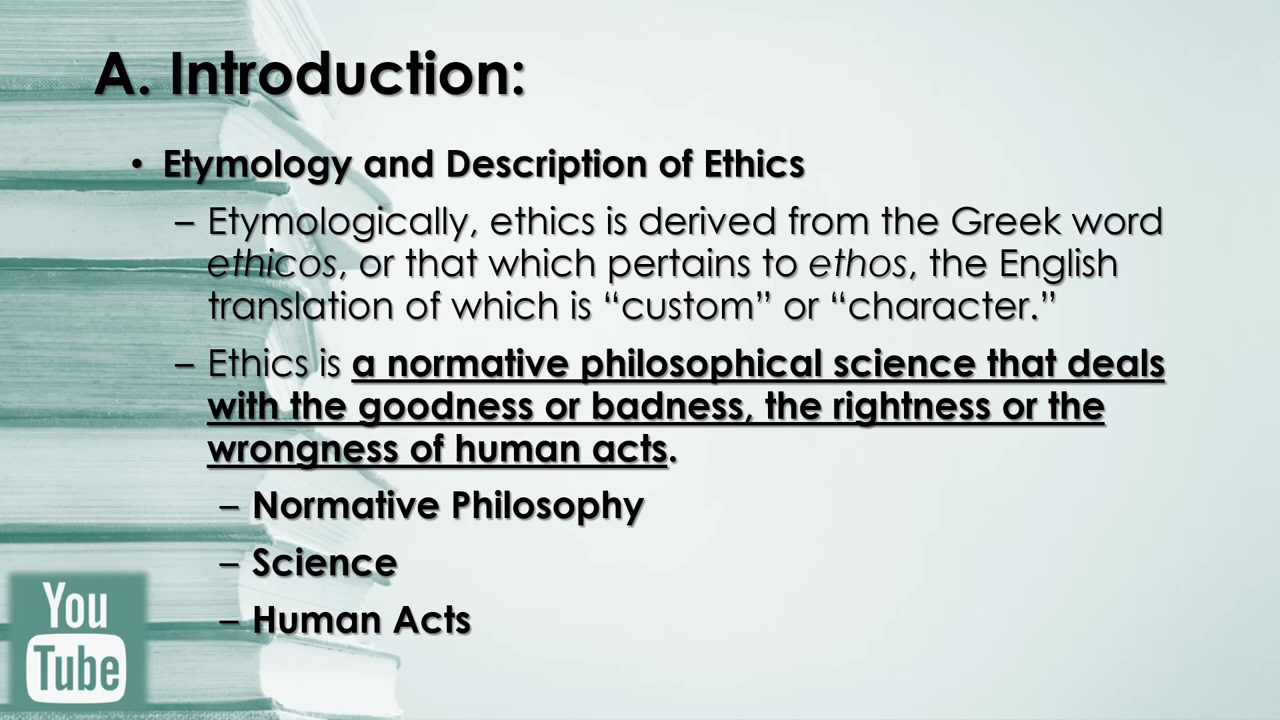 A. Introduction:
• Etymology and Description of Ethics
– Etymologically, ethics is derived from the Greek word
ethicos, or that which pertains to ethos, the English
translation of which is “custom” or “character.”
– Ethics is a normative philosophical science that deals
with the goodness or badness, the rightness or the
wrongness of human acts.
– Normative Philosophy
– Science
– Human Acts
You
Tube